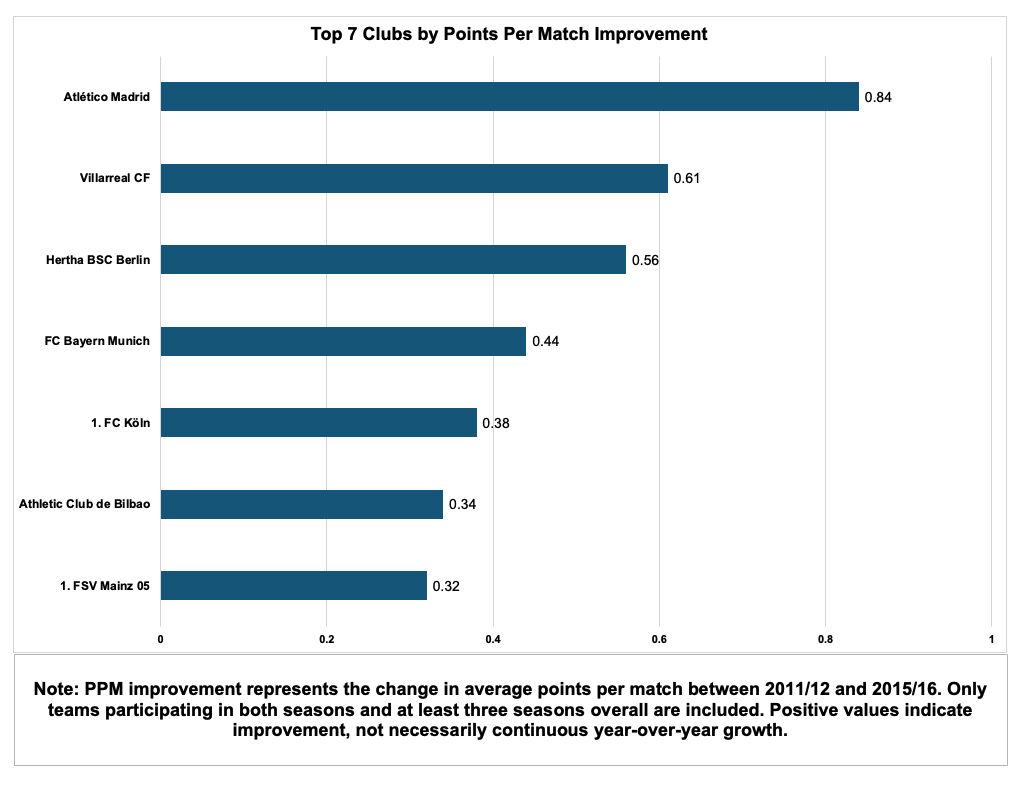 Top 7 Clubs by Points Per Match Improvement
Atlético Madrid
0.84
Villarreal CF
0.61
Hertha BSC Berlin
0.56
FC Bayern Munich
0.44
1. FC Köln
0.38
Athletic Club de Bilbao
0.34
1. FSV Mainz 05
0.32
0 0.2 0.4 0.6 0.8 1
Note: PPM improvement represents the change in average points per match between 2011/12 and 2015/16. Only
teams participating in both seasons and at least three seasons overall are included. Positive values indicate
improvement, not necessarily continuous year-over-year growth.